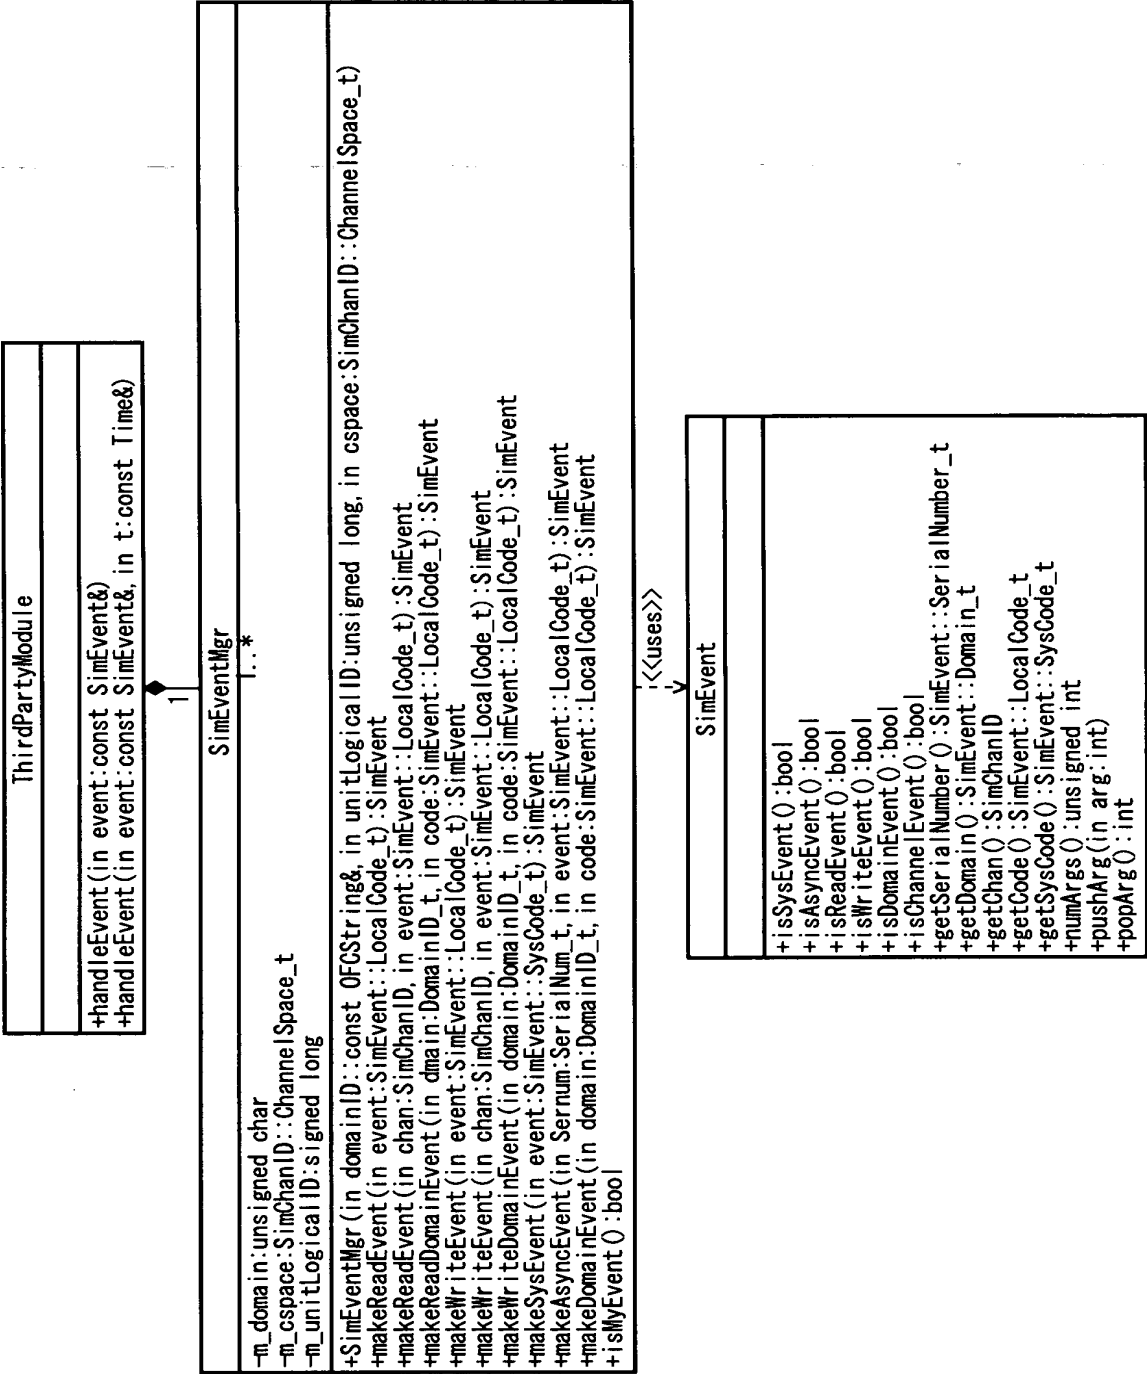 ThirdPartyModule
+handleEvent(in event:const SimEvent&)
+handleEvent(in event:const SimEvent&, in t:const Time&)
1
SimEventMgr
1..*
-m_domain:unsigned char
-m_cspace:SimChanID::ChannelSpace_t
-m_unitLogicalID:signed long
+SimEventMgr(in domainID::const OFCString&, in unitLogicalID:unsigned long, in cspace:SimChanID::ChannelSpace_t)
+makeReadEvent(in event:SimEvent::LocalCode_t):SimEvent
+makeReadEvent(in chan:SimChanID, in event:SimEvent::LocalCode_t):SimEvent
+makeReadDomainEvent(in dmain:DomainID_t, in code:SimEvent::LocalCode_t):SimEvent
+makeWriteEvent(in event:SimEvent::LocalCode_t):SimEvent
+makeWriteEvent(in chan:SimChanID, in event:SimEvent::LocalCode_t):SimEvent
+makeWriteDomainEvent(in domain:DomainID_t, in code:SimEvent::LocalCode_t):SimEvent
+makeSysEvent(in event:SimEvent::SysCode_t):SimEvent
+makeAsyncEvent(in Sernum:SerialNum_t, in event:SimEvent::LocalCode_t):SimEvent
+makeDomainEvent(in domain:DomainID_t, in code:SimEvent::LocalCode_t):SimEvent
+isMyEvent():bool
<<uses>>
SimEvent
+isSysEvent():bool
+isAsyncEvent():bool
+isReadEvent():bool
+isWriteEvent():bool
+isDomainEvent():bool
+isChannelEvent():bool
+getSerialNumber():SimEvent::SerialNumber_t
+getDomain():SimEvent::Domain_t
+getChan():SimChanID
+getCode():SimEvent::LocalCode_t
+getSysCode():SimEvent::SysCode_t
+numArgs():unsigned int
+pushArg(in arg:int)
+popArg():int